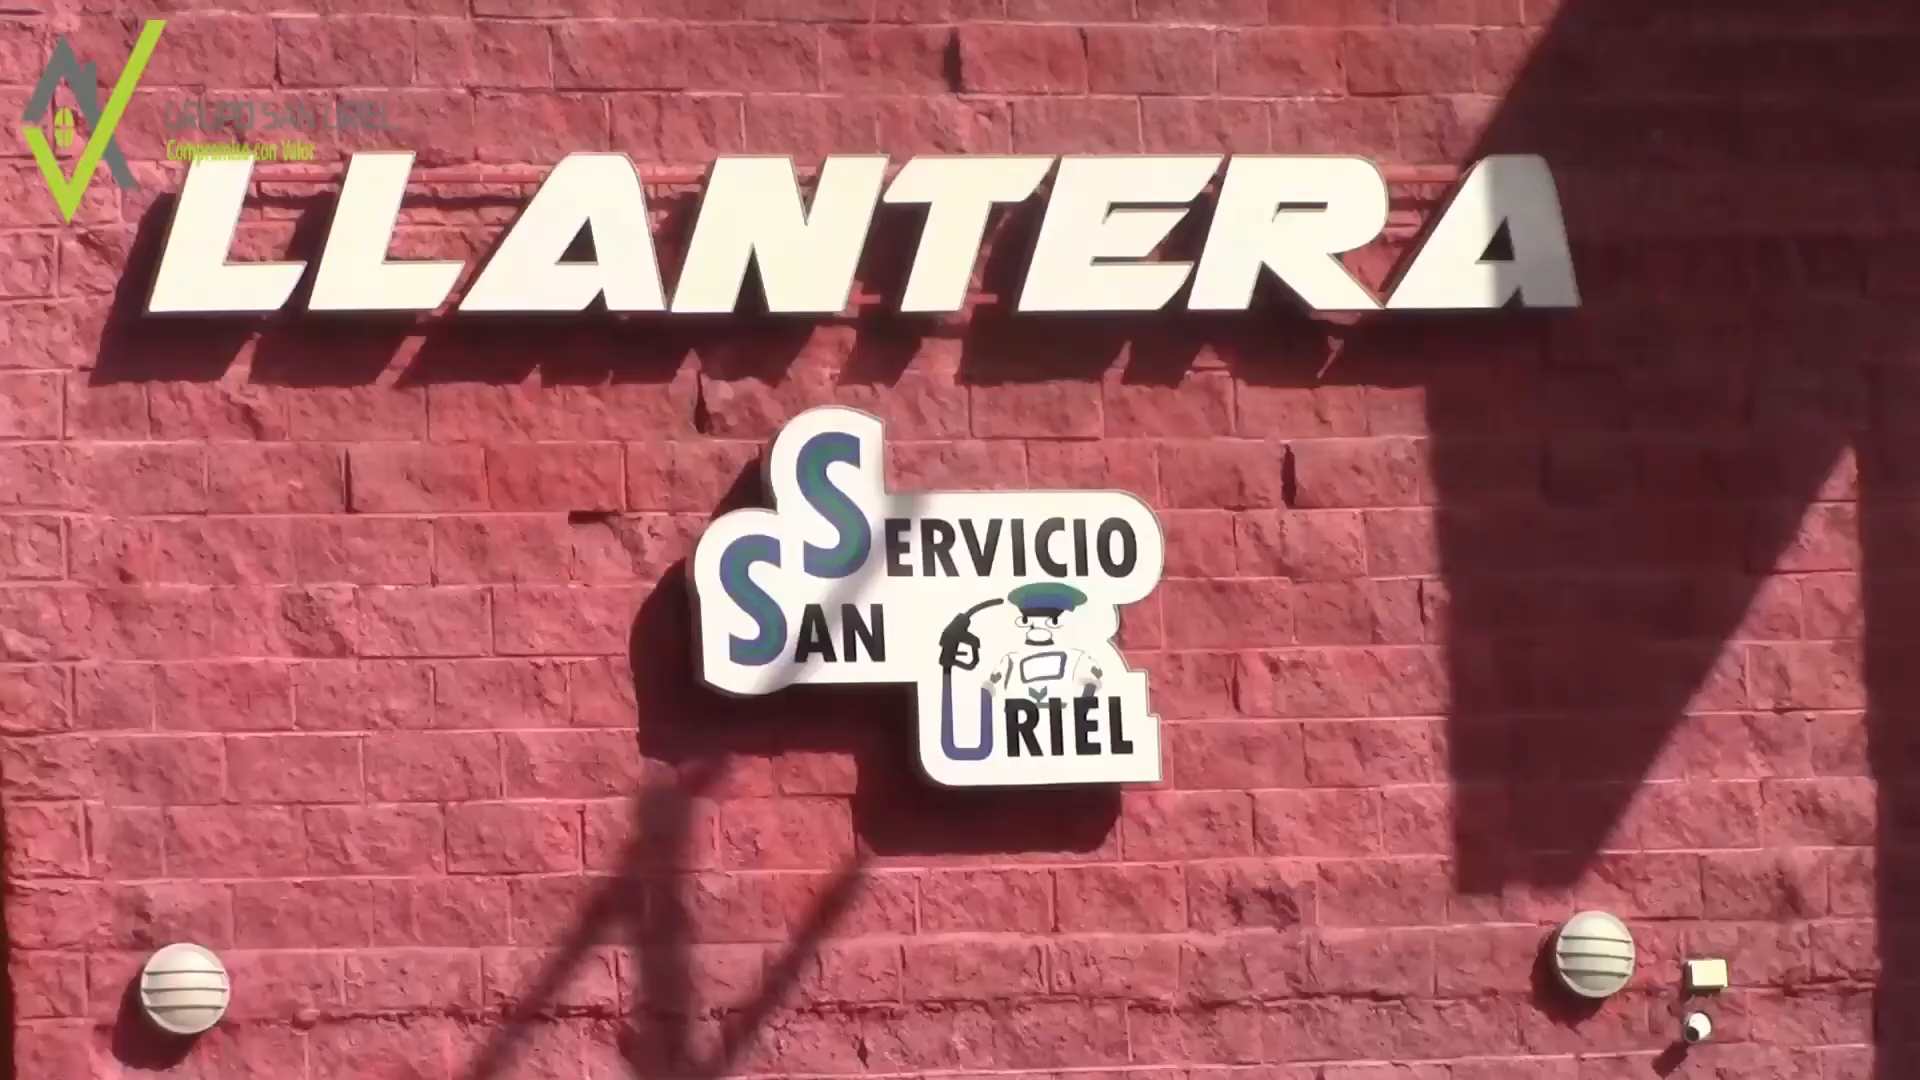 GRUPO SAN URIEL
Compromiso con Valor
LLANTERA
SERVICIO
SAN
URIEL